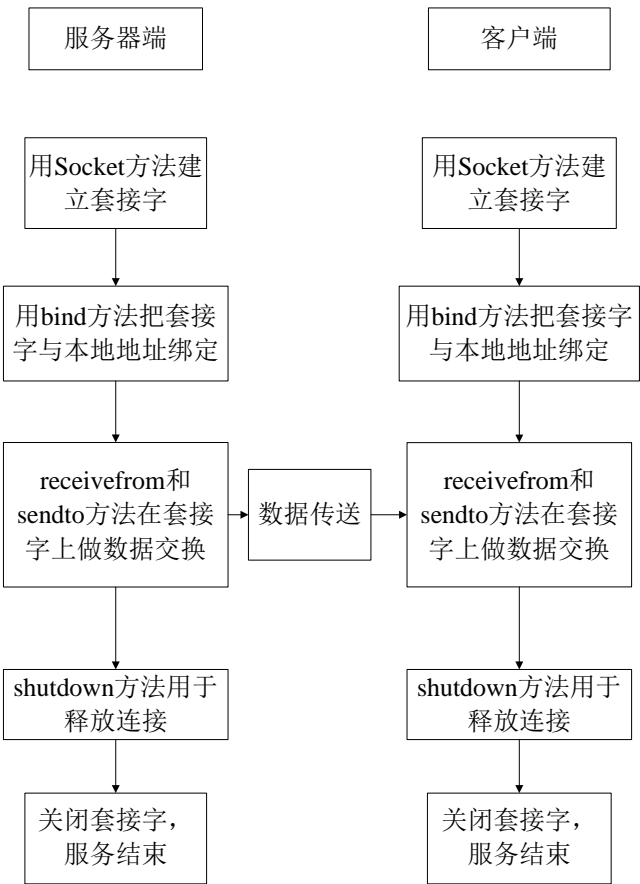 服务器端
客户端
用Socket方法建
立套接字
用Socket方法建
立套接字
用bind方法把套接
字与本地地址绑定
用bind方法把套接字
与本地地址绑定
receivefrom和
sendto方法在套接
字上做数据交换
数据传送
receivefrom和
sendto方法在套接
字上做数据交换
shutdown方法用于
释放连接
shutdown方法用于
释放连接
关闭套接字，
服务结束
关闭套接字，
服务结束